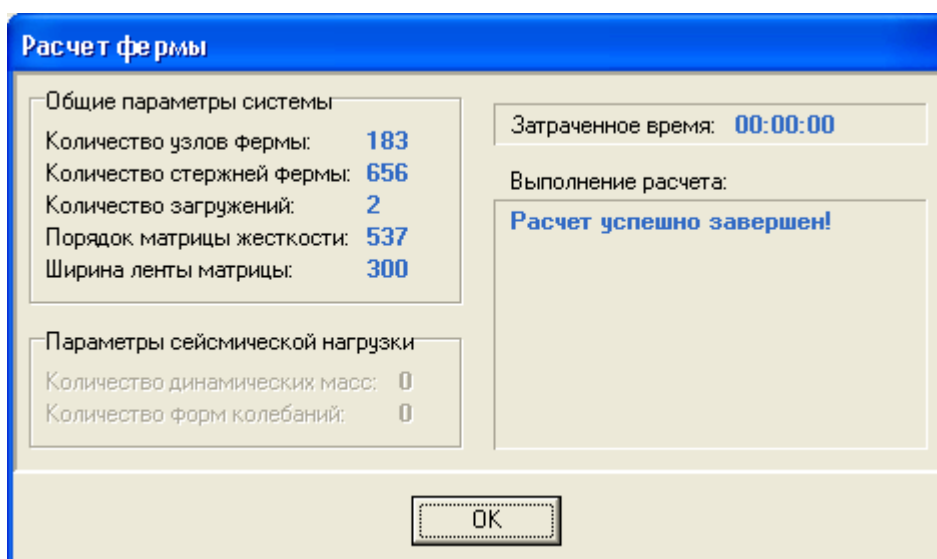 Расчет фермы
Общие параметры системы
Количество узлов фермы: 183
Количество стержней фермы: 656
Количество загружений: 2
Порядок матрицы жесткости: 537
Ширина ленты матрицы: 300
Параметры сейсмической нагрузки
Количество динамических масс: 0
Количество форм колебаний: 0
Затраченное время: 00:00:00
Выполнение расчета:
Расчет успешно завершен!
OK